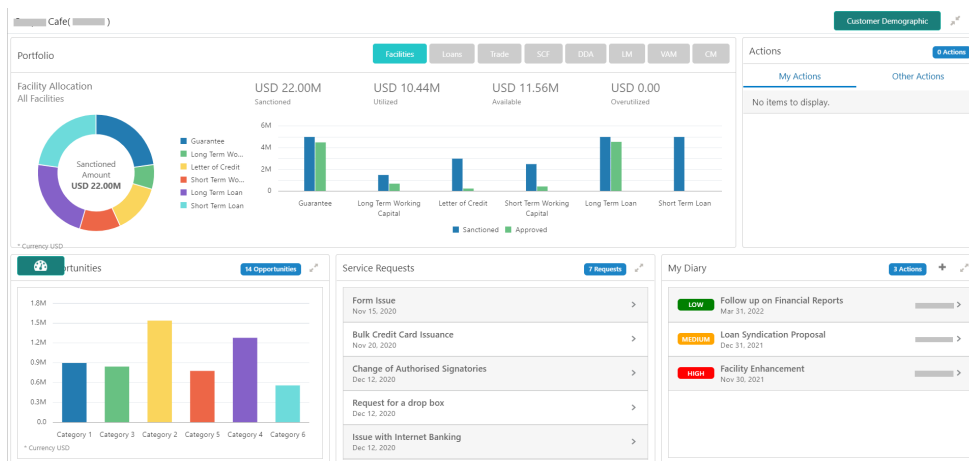 Cafe( )
Customer Demographic
Portfolio
Facilities
Loans
Trade
SCF
DDA
LM
VAM
CM
Facility Allocation
All Facilities
USD 22.00M
Sanctioned
USD 10.44M
Utilized
USD 11.56M
Available
USD 0.00
Overutilized
Sanctioned
Amount
USD 22.00M
Guarantee
Long Term Wo...
Letter of Credit
Short Term Wo...
Long Term Loan
Short Term Loan
6M
4M
2M
0
Guarantee
Long Term Working
Capital
Letter of Credit
Short Term Working
Capital
Long Term Loan
Short Term Loan
Sanctioned
Approved
* Currency USD
Actions
0 Actions
My Actions
Other Actions
No items to display.
rtunities
14 Opportunities
1.8M
1.5M
1.2M
0.9M
0.6M
0.3M
0.0
Category 1
Category 3
Category 2
Category 5
Category 4
Category 6
* Currency USD
Service Requests
7 Requests
Form Issue
Nov 15, 2020
Bulk Credit Card Issuance
Nov 20, 2020
Change of Authorised Signatories
Dec 12, 2020
Request for a drop box
Dec 12, 2020
Issue with Internet Banking
Dec 12, 2020
My Diary
3 Actions
LOW
Follow up on Financial Reports
Mar 31, 2022
MEDIUM
Loan Syndication Proposal
Dec 31, 2021
HIGH
Facility Enhancement
Nov 30, 2021